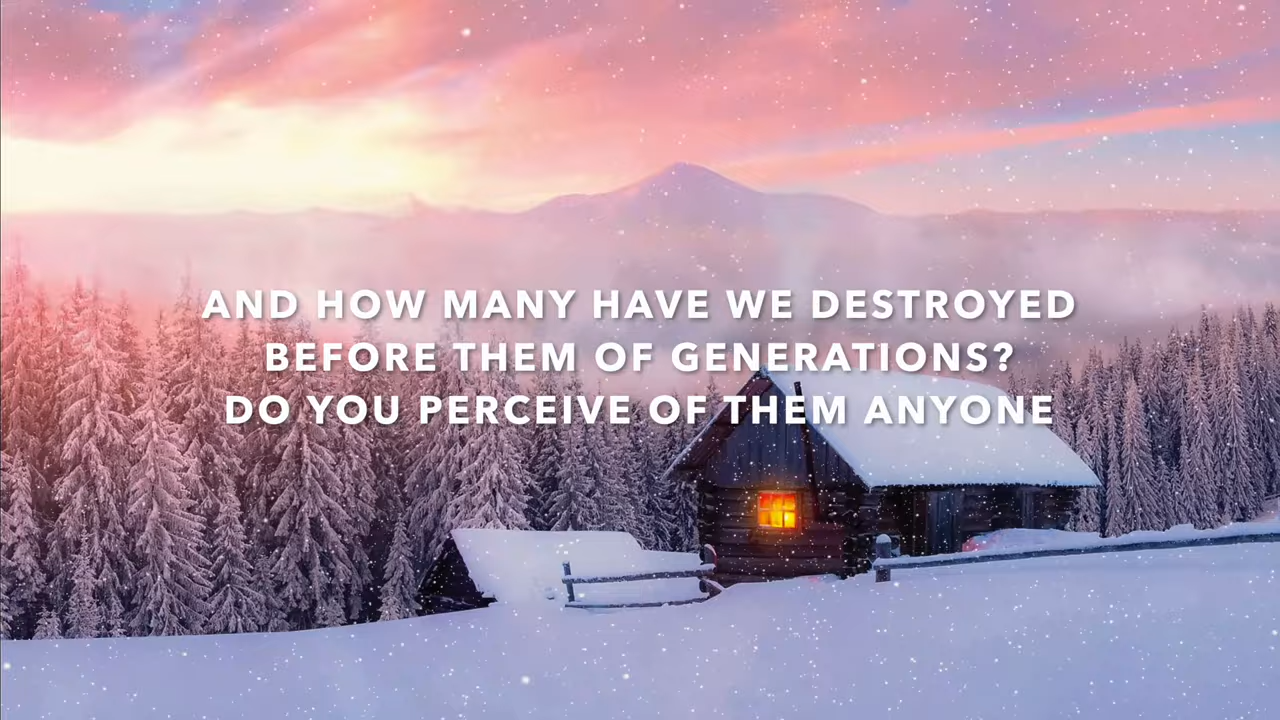 AND HOW MANY HAVE WE DESTROYED
BEFORE THEM OF GENERATIONS?
DO YOU PERCEIVE OF THEM ANYONE